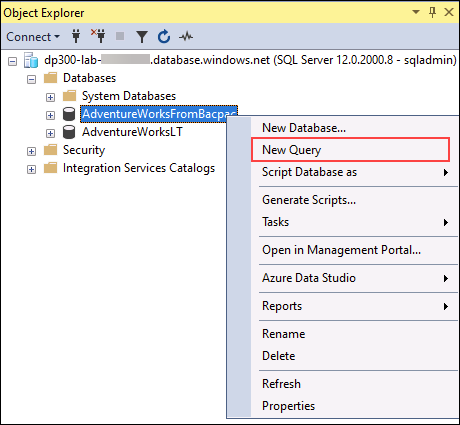 Object Explorer
Connect
dp300-lab- .database.windows.net (SQL Server 12.0.2000.8 - sqladmin)
Databases
System Databases
AdventureWorksFromBacpac
AdventureWorksLT
Security
Integration Services Catalogs
New Database...
New Query
Script Database as
Generate Scripts...
Tasks
Open in Management Portal...
Azure Data Studio
Reports
Rename
Delete
Refresh
Properties